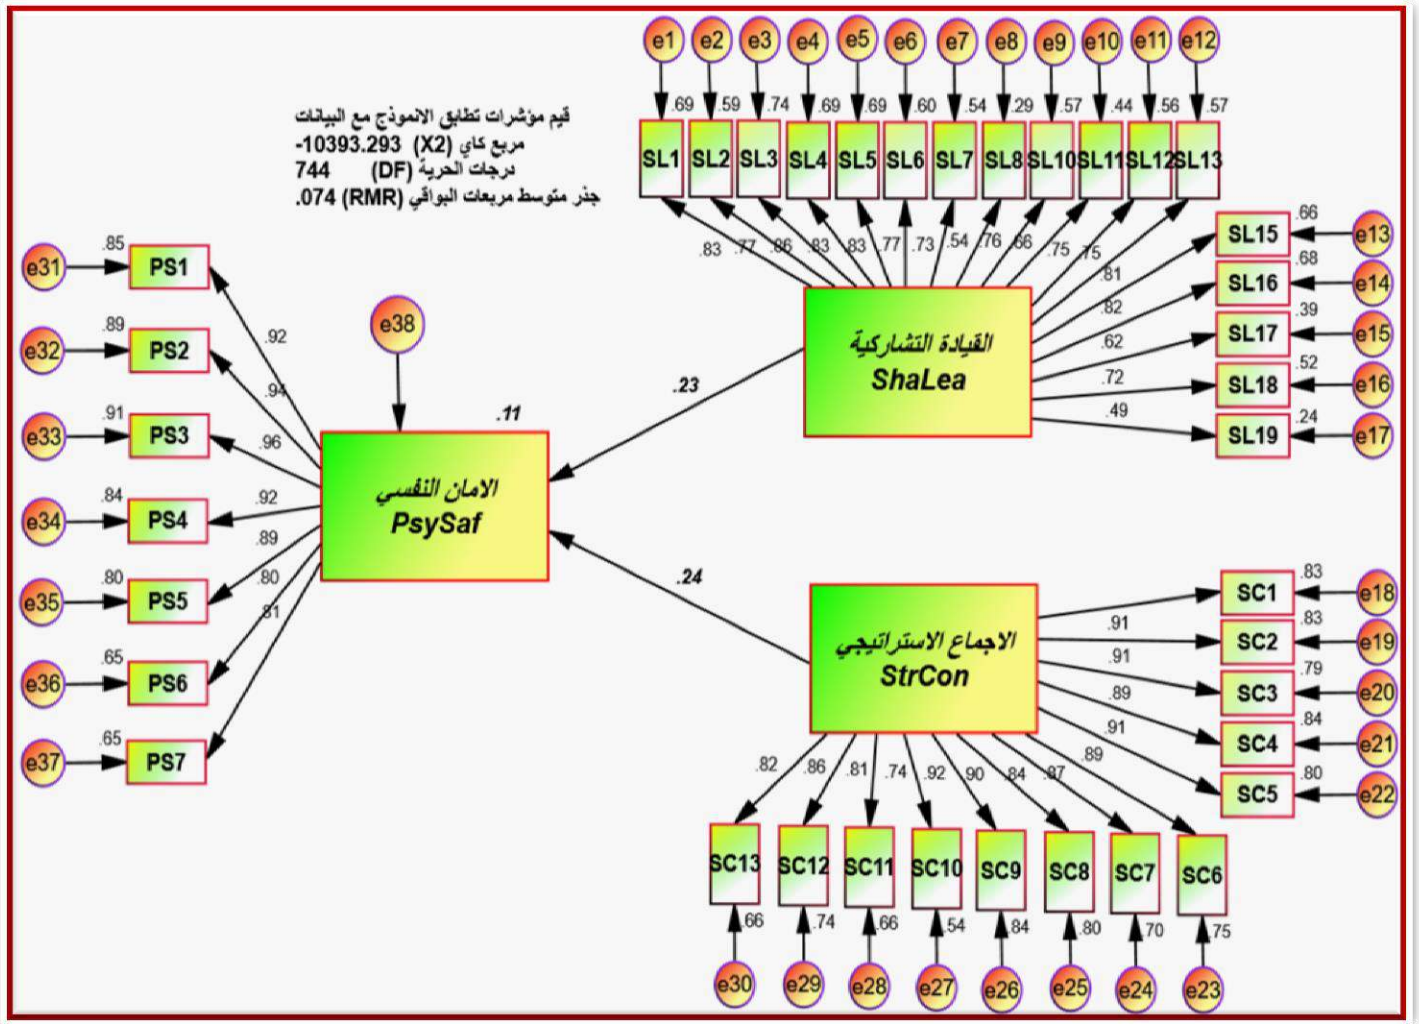 e1 e2 e3 e4 e5 e6 e7 e8 e9 e10 e11 e12
.69 .59 .74 .69 .69 .60 .54 .29 .57 .44 .56 .57
SL1 SL2 SL3 SL4 SL5 SL6 SL7 SL8 SL10 SL11 SL12 SL13
قيم مؤشرات تطابق الانموذج مع البيانات
مربع كاي (X2) 10393.293-
درجات الحرية (DF) 744
جذر متوسط مربعات البواقي (RMR) .074
.83 .77 .86 .83 .83 .77 .73 .54 .76 .66 .75 .75
.81
.82
.62
.72
.49
.66
SL15 e13
.68
SL16 e14
.39
SL17 e15
.52
SL18 e16
.24
SL19 e17
القيادة التشاركية
ShaLea
.23
e38
.11
الامان النفسي
PsySaf
.24
.85
e31 PS1
.89
e32 PS2
.91
e33 PS3
.84
e34 PS4
.80
e35 PS5
.65
e36 PS6
.65
e37 PS7
.92
.94
.96
.92
.89
.80
.81
الاجماع الاستراتيجي
StrCon
.91
.91
.89
.91
.89
.83
SC1 e18
.83
SC2 e19
.79
SC3 e20
.84
SC4 e21
.80
SC5 e22
.82 .86 .81 .74 .92 .90 .84 .87
SC13 SC12 SC11 SC10 SC9 SC8 SC7 SC6
.66 .74 .66 .54 .84 .80 .70 .75
e30 e29 e28 e27 e26 e25 e24 e23